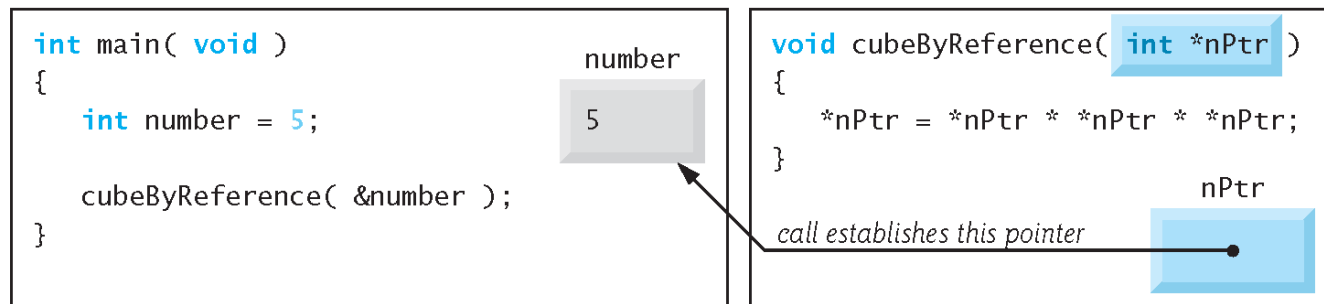 int main( void )
{
int number = 5;
cubeByReference( &number );
}
number
5
void cubeByReference( int *nPtr )
{
*nPtr = *nPtr * *nPtr * *nPtr;
}
nPtr
call establishes this pointer